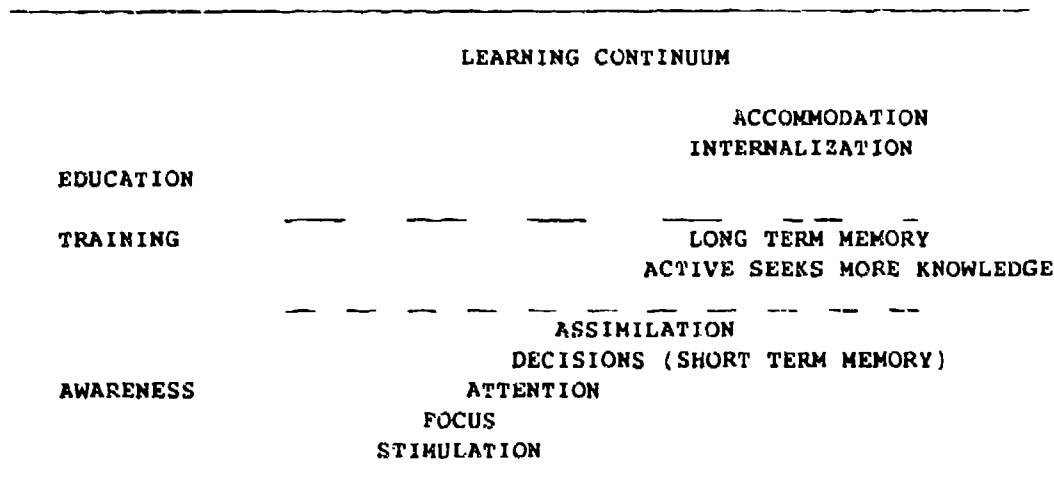 LEARNING CONTINUUM
ACCOMMODATION
INTERNALIZATION
EDUCATION
TRAINING LONG TERM MEMORY
ACTIVE SEEKS MORE KNOWLEDGE
ASSIMILATION
DECISIONS (SHORT TERM MEMORY)
AWARENESS ATTENTION
FOCUS
STIMULATION